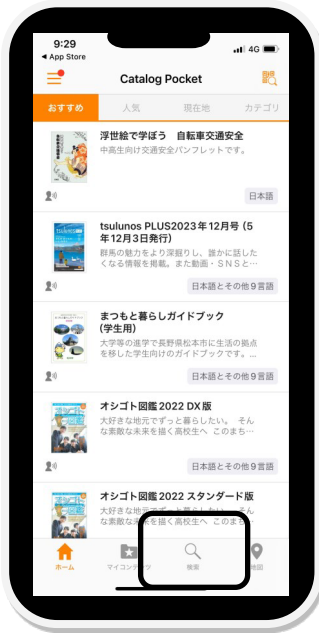 9:29
4G
◀ App Store
Catalog Pocket
おすすめ 人気 現在地 カテゴリ
浮世絵で学ぼう 自転車交通安全
中高生向け交通安全パンフレットです。
日本語
tsulunos PLUS2023年12月号 (5
年12月3日発行)
群馬の魅力をより深掘りし、誰かに話した
くなる情報を掲載。また動画・ＳＮＳと…
日本語とその他9言語
まつもと暮らしガイドブック
(学生用)
大学等の進学で長野県松本市に生活の拠点
を移した学生向けのガイドブックです。…
日本語とその他9言語
オシゴト図鑑2022 DX版
大好きな地元でずっと暮らしたい。 そん
な素敵な未来を描く高校生へ このまち…
日本語とその他9言語
オシゴト図鑑2022 スタンダード版
大好きな地元でずっと暮らしたい。 そん
な素敵な未来を描く高校生へ このまち…
ホーム マイコンテンツ 検索 地図